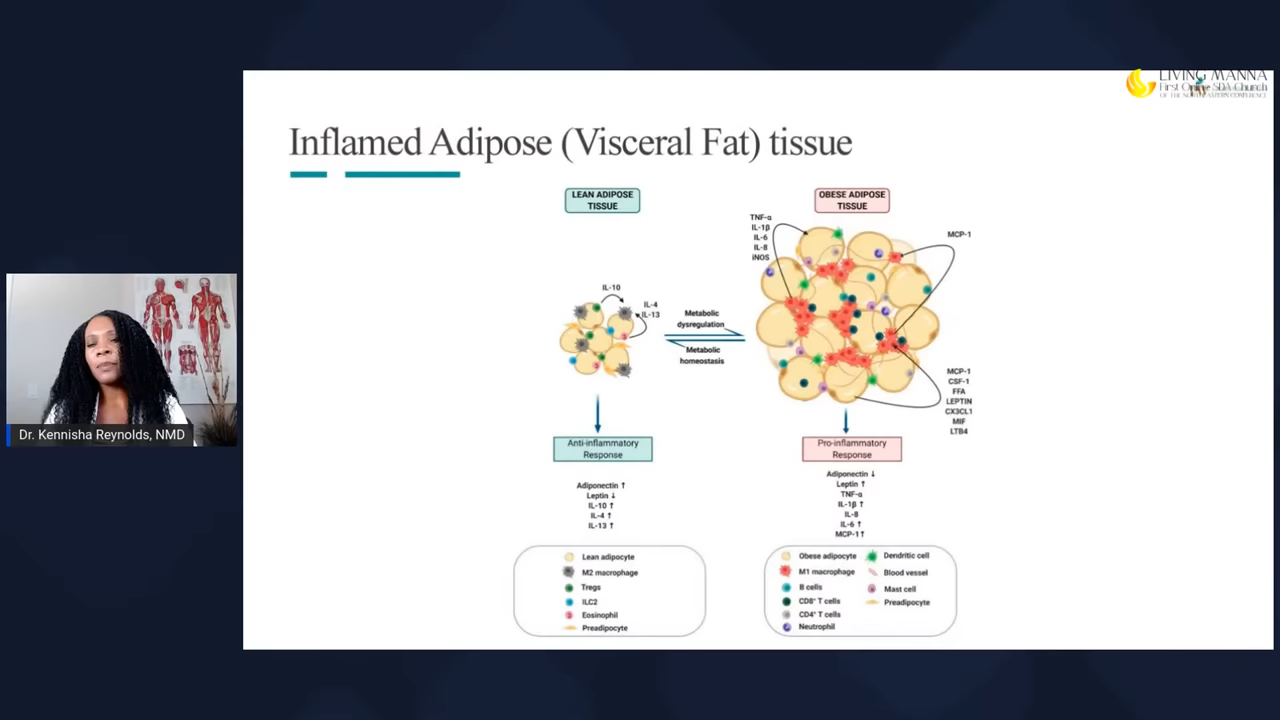 LIVING MANNA
First Online SDA Church
OF THE NORTHEASTERN CONFERENCE
Inflamed Adipose (Visceral Fat) tissue
LEAN ADIPOSE
TISSUE
OBESE ADIPOSE
TISSUE
TNF-α
IL-1β
IL-6
IL-8
iNOS
MCP-1
IL-10
IL-4
IL-13
Metabolic
dysregulation
Metabolic
homeostasis
MCP-1
CSF-1
FFA
LEPTIN
CX3CL1
MIF
LTB4
Dr. Kennisha Reynolds, NMD
Anti-inflammatory
Response
Pro-inflammatory
Response
Adiponectin ↑
Leptin ↓
IL-10 ↑
IL-4 ↑
IL-13 ↑
Adiponectin ↓
Leptin ↑
TNF-α
IL-1β ↑
IL-8
IL-6 ↑
MCP-1↑
Lean adipocyte
M2 macrophage
Tregs
ILC2
Eosinophil
Preadipocyte
Obese adipocyte
M1 macrophage
B cells
CD8⁺ T cells
CD4⁺ T cells
Neutrophil
Dendritic cell
Blood vessel
Mast cell
Preadipocyte